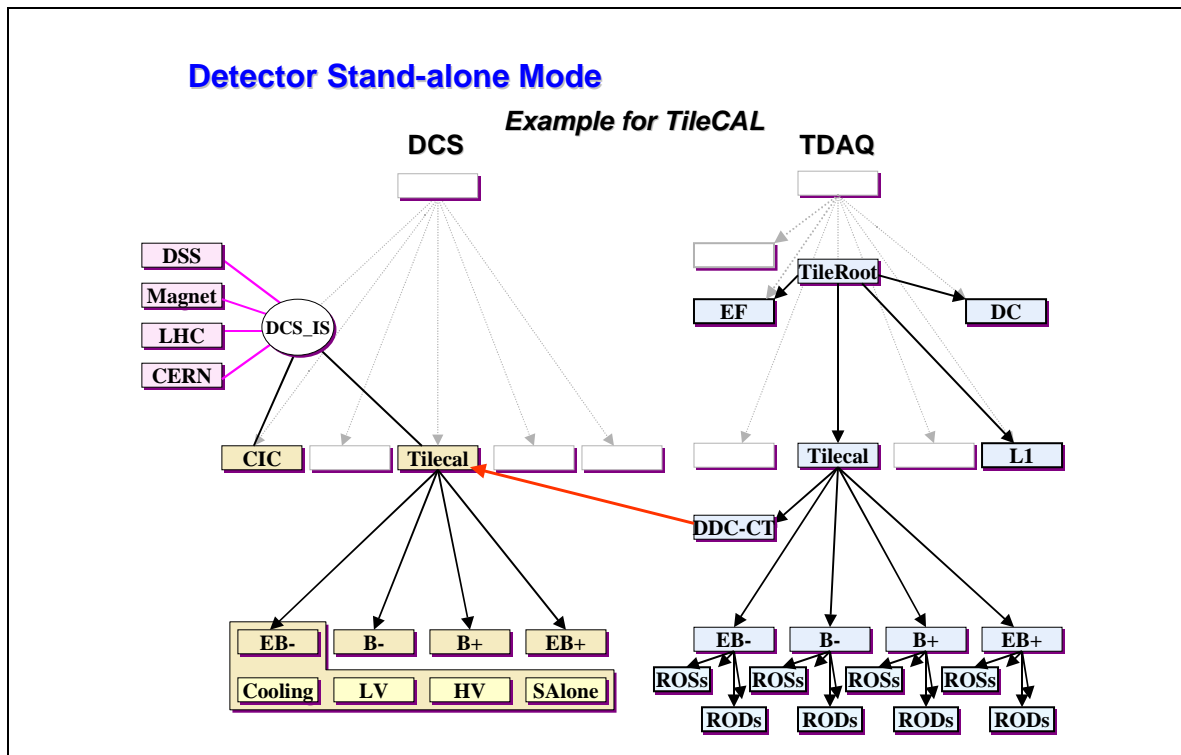 Detector Stand-alone Mode
Example for TileCAL
DCS
TDAQ
DSS
Magnet
LHC
CERN
DCS_IS
TileRoot
EF
DC
CIC
Tilecal
Tilecal
L1
DDC-CT
EB-
B-
B+
EB+
Cooling
LV
HV
SAlone
EB-
B-
B+
EB+
ROSs
ROSs
ROSs
ROSs
RODs
RODs
RODs
RODs